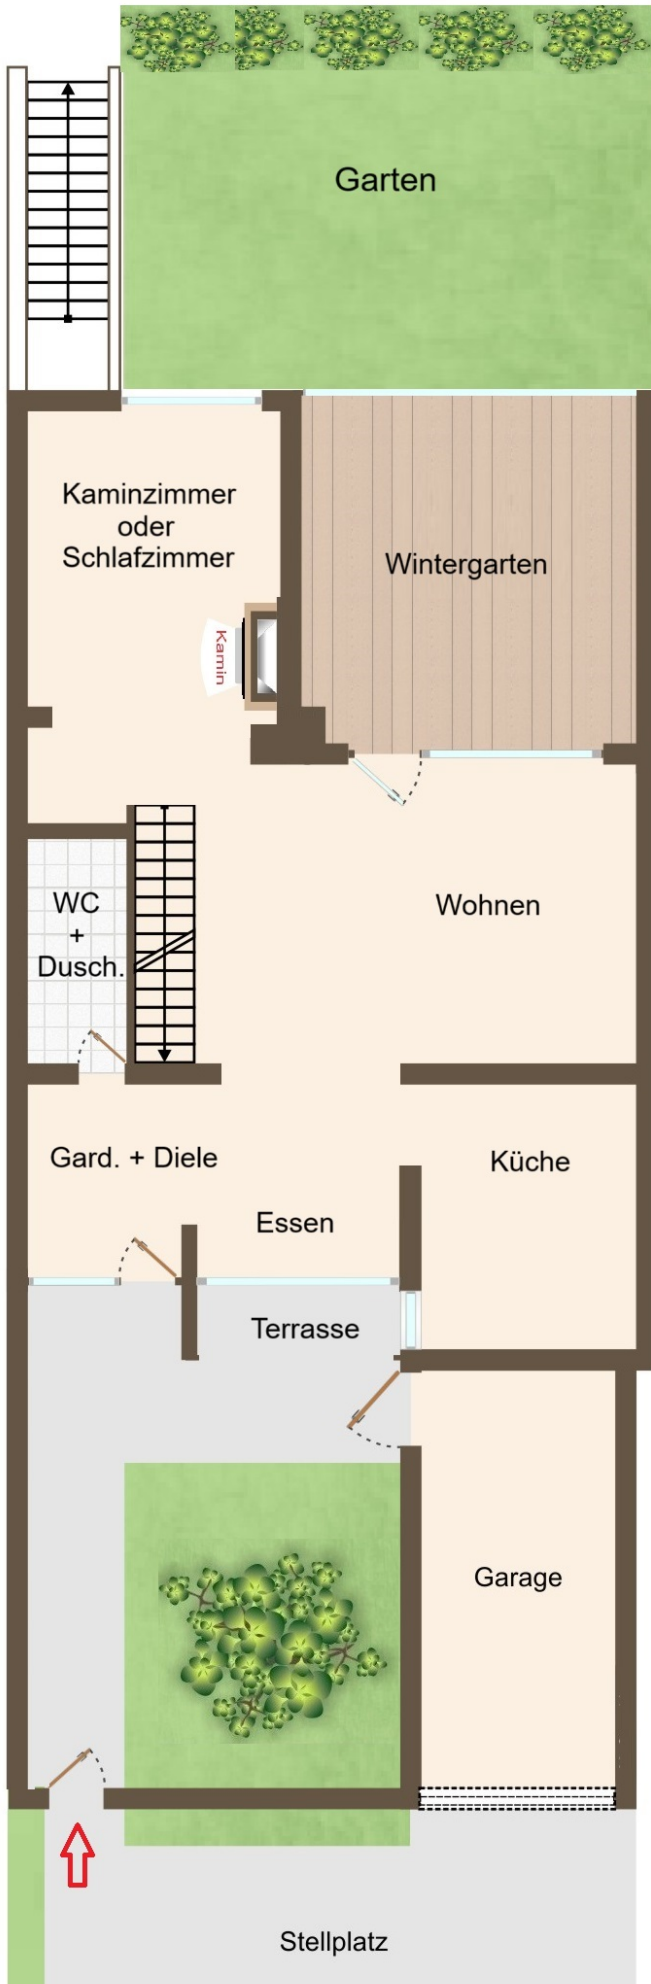 Garten
Kaminzimmer
oder
Schlafzimmer
Wintergarten
Kamin
WC
+
Dusch.
Wohnen
Gard. + Diele
Küche
Essen
Terrasse
Garage
Stellplatz